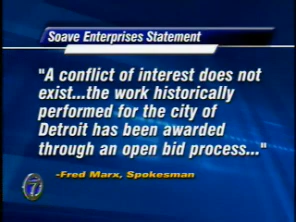 Soave Enterprises Statement
"A conflict of interest does not
exist...the work historically
performed for the city of
Detroit has been awarded
through an open bid process..."
-Fred Marx, Spokesman
7